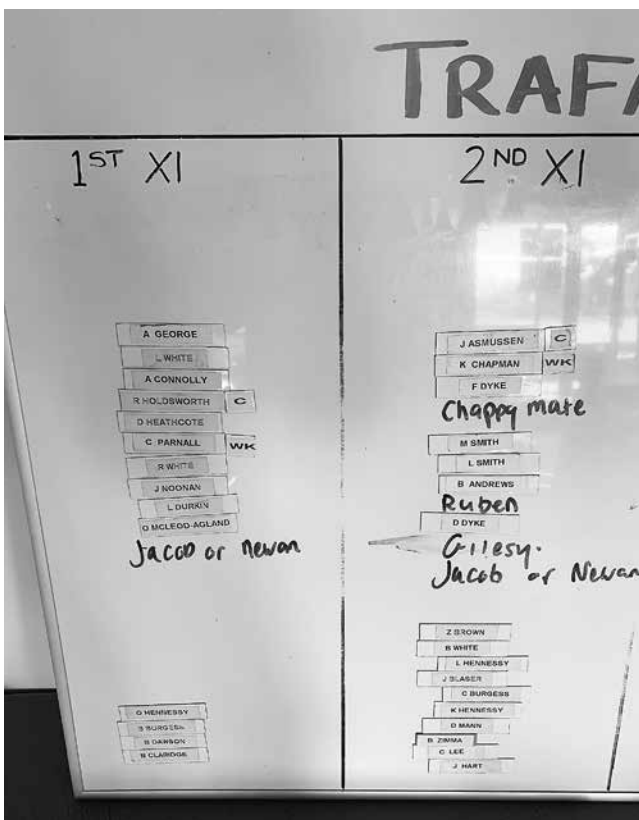 TRAFA
1ST XI
A GEORGE
L WHITE
A CONNOLLY
R HOLDSWORTH C
D HEATHCOTE
C PARNALL WK
R WHITE
J NOONAN
L DURKIN
O MCLEOD-AGLAND
Jacob or Newan
O HENNESSY
S BURGESS
B DAWSON
B CLARIDGE
2ND XI
J ASMUSSEN C
K CHAPMAN WK
F DYKE
Chappy mate
M SMITH
L SMITH
B ANDREWS
Ruben
D DYKE
Gilesy.
Jacob or Newan
Z BROWN
B WHITE
L HENNESSY
J BLASER
C BURGESS
K HENNESSY
D MANN
B ZIMMA
C LEE
J HART